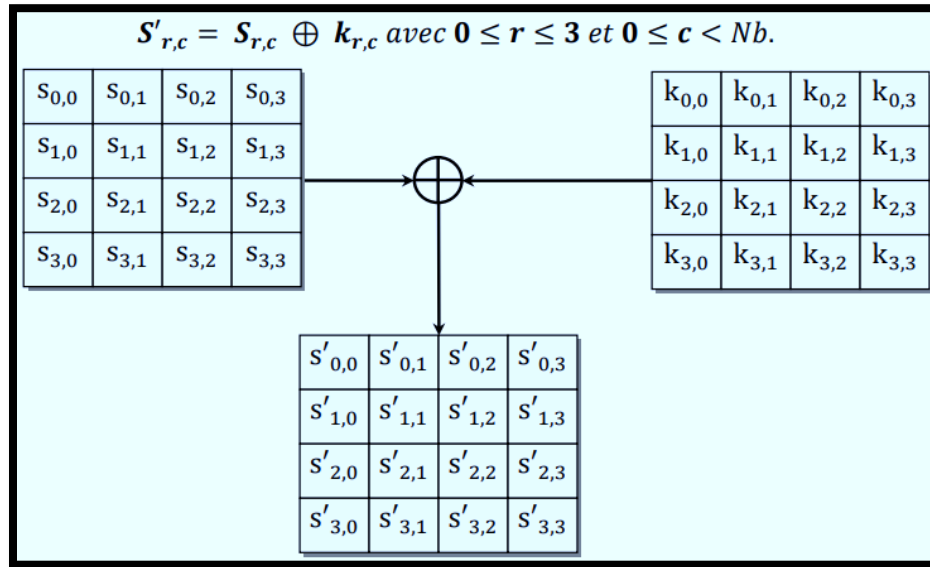 S′r,c = Sr,c ⊕ kr,c avec 0 ≤ r ≤ 3 et 0 ≤ c < Nb.
s0,0 s0,1 s0,2 s0,3
s1,0 s1,1 s1,2 s1,3
s2,0 s2,1 s2,2 s2,3
s3,0 s3,1 s3,2 s3,3
k0,0 k0,1 k0,2 k0,3
k1,0 k1,1 k1,2 k1,3
k2,0 k2,1 k2,2 k2,3
k3,0 k3,1 k3,2 k3,3
s′0,0 s′0,1 s′0,2 s′0,3
s′1,0 s′1,1 s′1,2 s′1,3
s′2,0 s′2,1 s′2,2 s′2,3
s′3,0 s′3,1 s′3,2 s′3,3